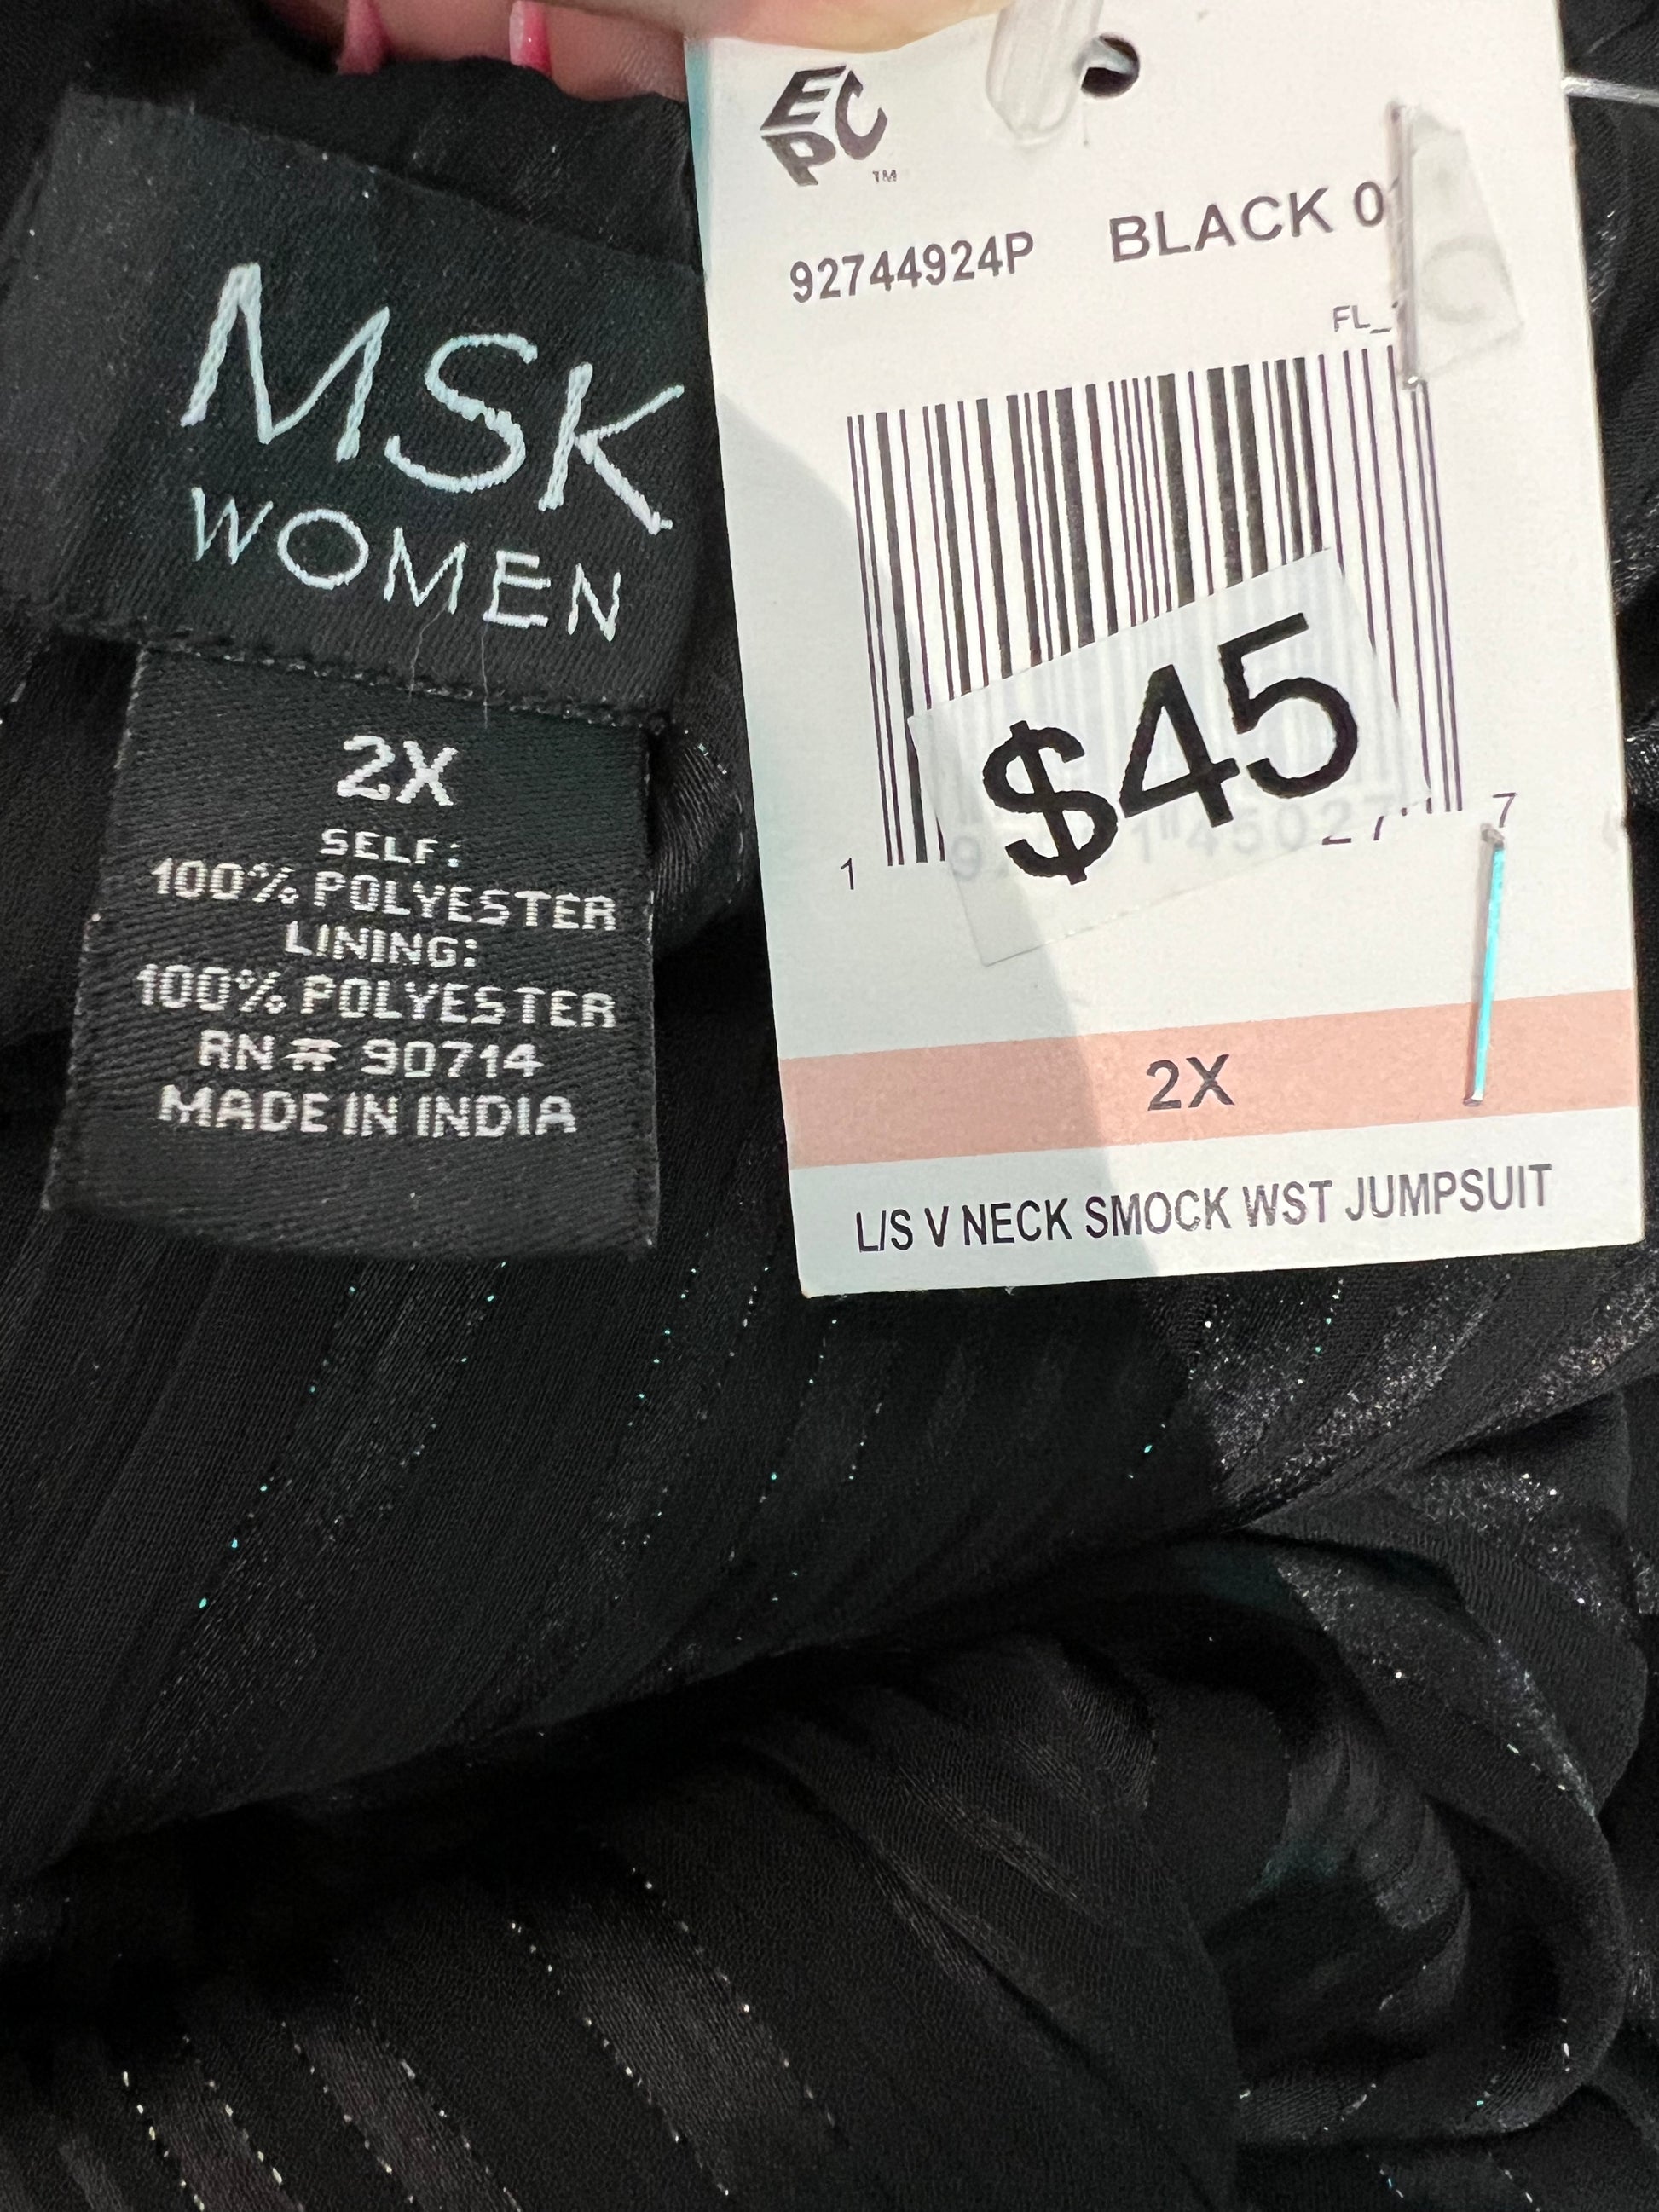 MSK
WOMEN
2X
SELF:
100% POLYESTER
LINING:
100% POLYESTER
RN# 90714
MADE IN INDIA
EPC
TM
92744924P BLACK
FL_
$45
1
7
2X
L/S V NECK SMOCK WST JUMPSUIT